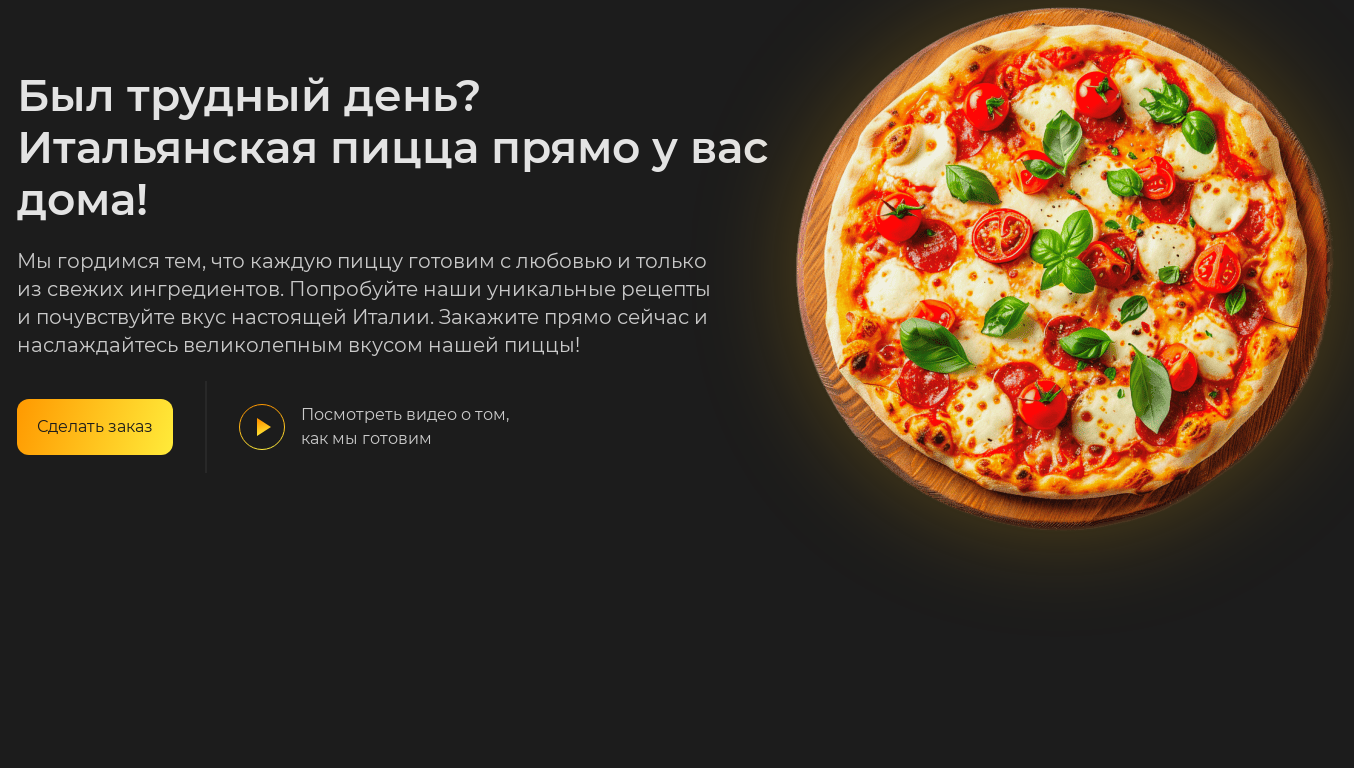 Был трудный день?
Итальянская пицца прямо у вас
дома!
Мы гордимся тем, что каждую пиццу готовим с любовью и только
из свежих ингредиентов. Попробуйте наши уникальные рецепты
и почувствуйте вкус настоящей Италии. Закажите прямо сейчас и
наслаждайтесь великолепным вкусом нашей пиццы!
Сделать заказ
Посмотреть видео о том,
как мы готовим